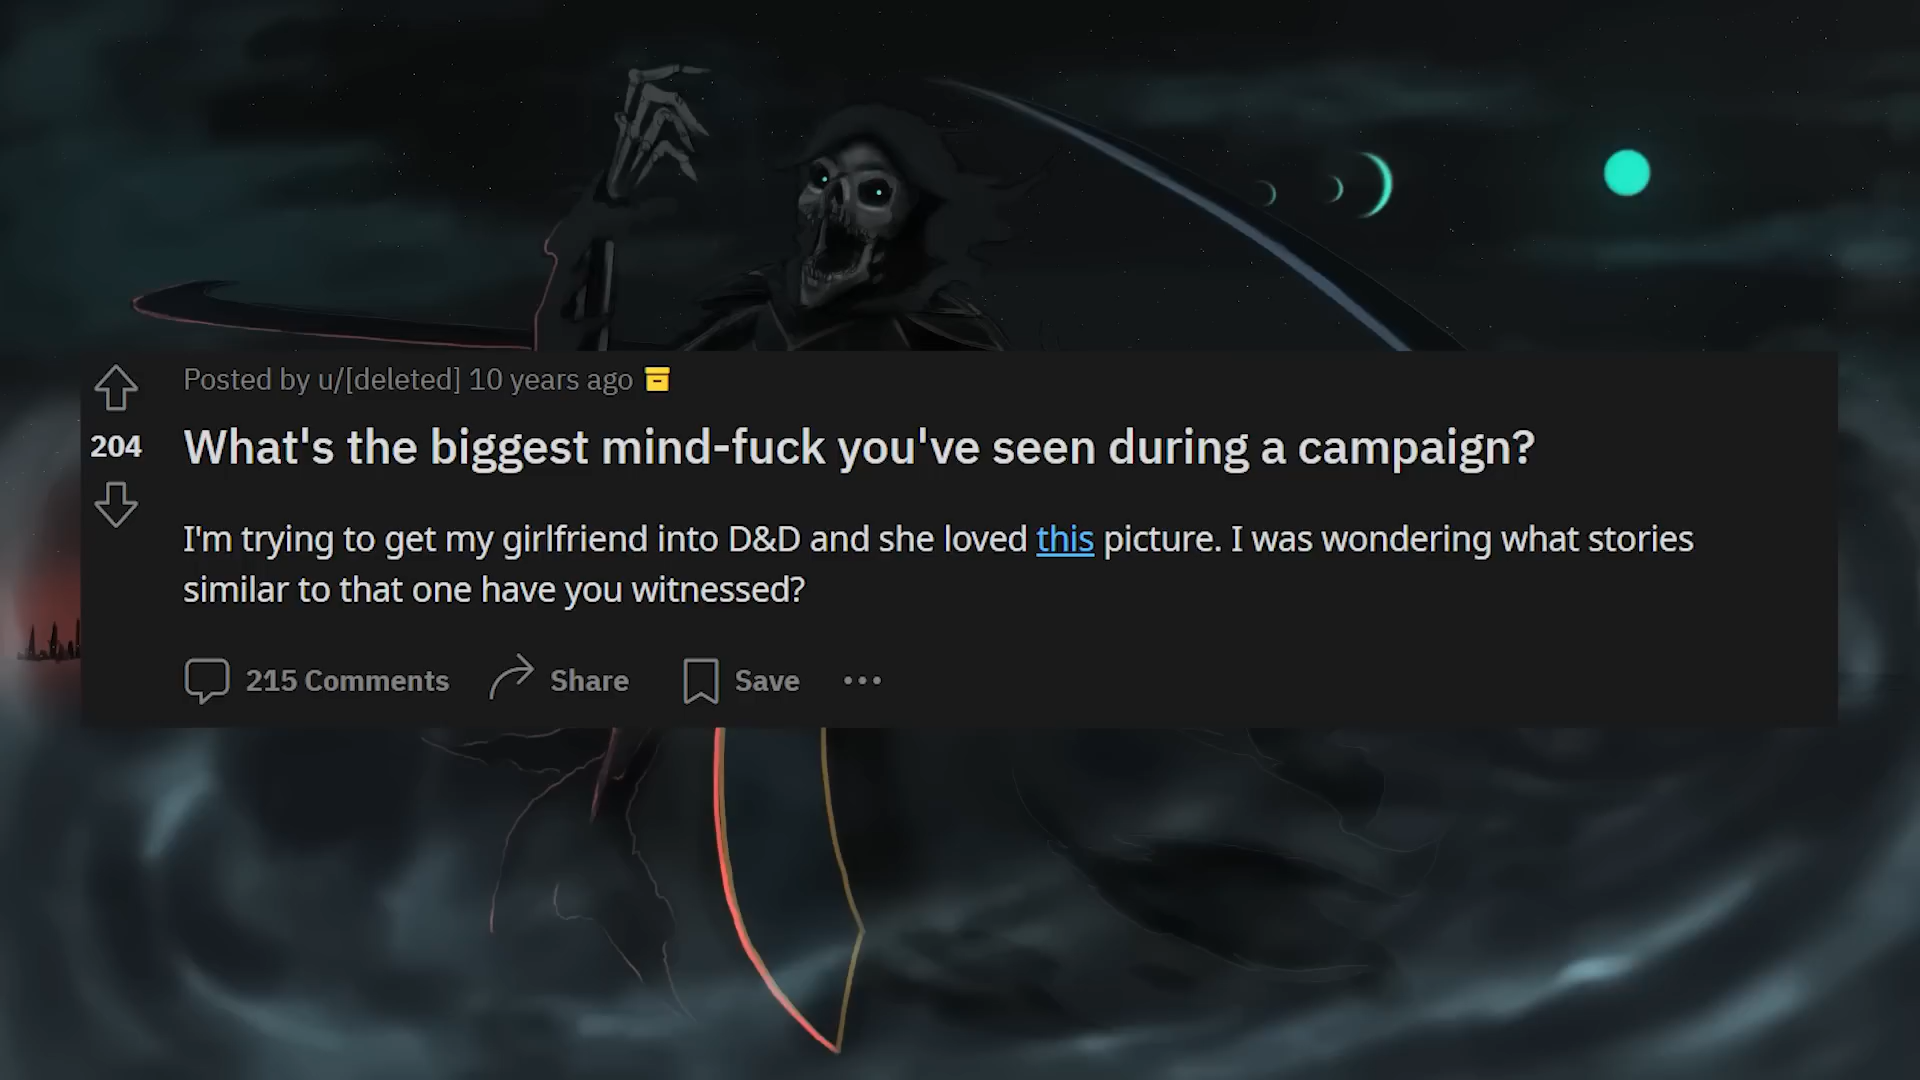 Posted by u/[deleted] 10 years ago
204
What's the biggest mind-fuck you've seen during a campaign?
I'm trying to get my girlfriend into D&D and she loved this picture. I was wondering what stories
similar to that one have you witnessed?
215 Comments Share Save